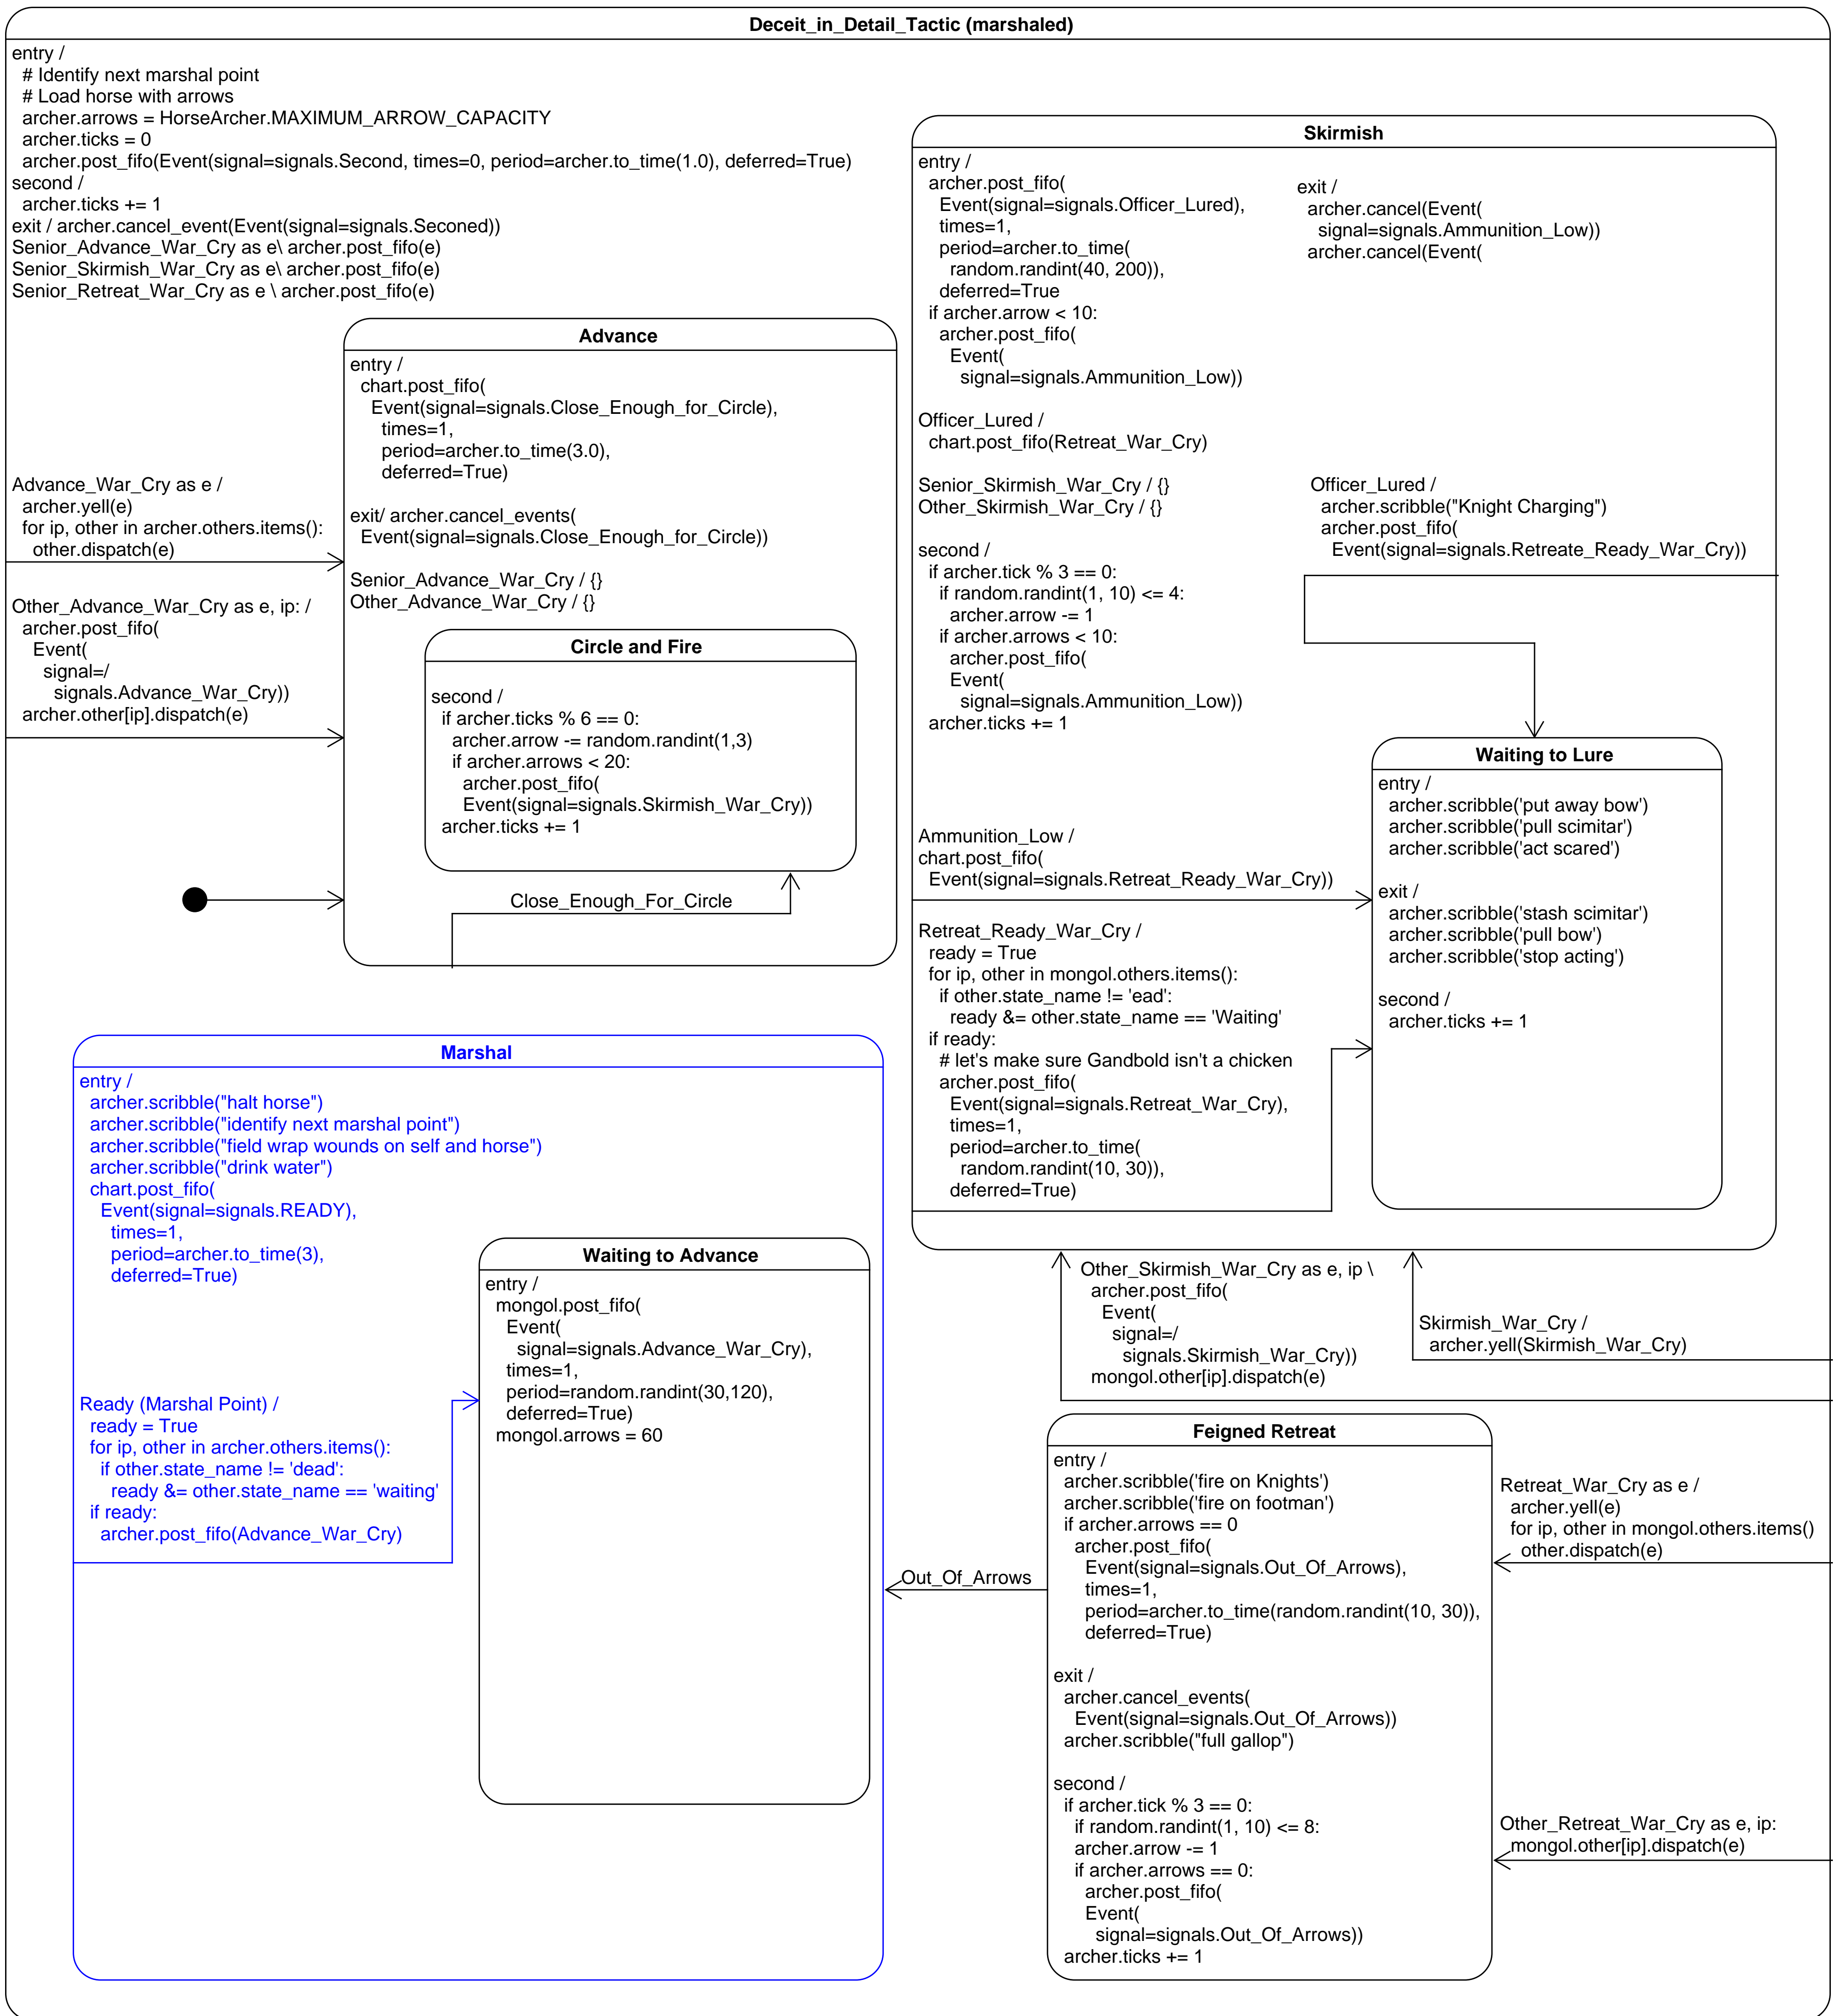 Deceit_in_Detail_Tactic (marshaled)
entry /
# Identify next marshal point
# Load horse with arrows
archer.arrows = HorseArcher.MAXIMUM_ARROW_CAPACITY
archer.ticks = 0
archer.post_fifo(Event(signal=signals.Second, times=0, period=archer.to_time(1.0), deferred=True)
second /
archer.ticks += 1
exit / archer.cancel_event(Event(signal=signals.Seconed))
Senior_Advance_War_Cry as e\ archer.post_fifo(e)
Senior_Skirmish_War_Cry as e\ archer.post_fifo(e)
Senior_Retreat_War_Cry as e \ archer.post_fifo(e)
Advance_War_Cry as e /
archer.yell(e)
for ip, other in archer.others.items():
other.dispatch(e)
Other_Advance_War_Cry as e, ip: /
archer.post_fifo(
Event(
signal=/
signals.Advance_War_Cry))
archer.other[ip].dispatch(e)
Advance
entry /
chart.post_fifo(
Event(signal=signals.Close_Enough_for_Circle),
times=1,
period=archer.to_time(3.0),
deferred=True)
exit/ archer.cancel_events(
Event(signal=signals.Close_Enough_for_Circle))
Senior_Advance_War_Cry / {}
Other_Advance_War_Cry / {}
Circle and Fire
second /
if archer.ticks % 6 == 0:
archer.arrow -= random.randint(1,3)
if archer.arrows < 20:
archer.post_fifo(
Event(signal=signals.Skirmish_War_Cry))
archer.ticks += 1
Close_Enough_For_Circle
Skirmish
entry /
archer.post_fifo(
Event(signal=signals.Officer_Lured),
times=1,
period=archer.to_time(
random.randint(40, 200)),
deferred=True
if archer.arrow < 10:
archer.post_fifo(
Event(
signal=signals.Ammunition_Low))
exit /
archer.cancel(Event(
signal=signals.Ammunition_Low))
archer.cancel(Event(
Officer_Lured /
chart.post_fifo(Retreat_War_Cry)
Senior_Skirmish_War_Cry / {}
Other_Skirmish_War_Cry / {}
second /
if archer.tick % 3 == 0:
if random.randint(1, 10) <= 4:
archer.arrow -= 1
if archer.arrows < 10:
archer.post_fifo(
Event(
signal=signals.Ammunition_Low))
archer.ticks += 1
Officer_Lured /
archer.scribble("Knight Charging")
archer.post_fifo(
Event(signal=signals.Retreate_Ready_War_Cry))
Ammunition_Low /
chart.post_fifo(
Event(signal=signals.Retreat_Ready_War_Cry))
Retreat_Ready_War_Cry /
ready = True
for ip, other in mongol.others.items():
if other.state_name != 'ead':
ready &= other.state_name == 'Waiting'
if ready:
# let's make sure Gandbold isn't a chicken
archer.post_fifo(
Event(signal=signals.Retreat_War_Cry),
times=1,
period=archer.to_time(
random.randint(10, 30)),
deferred=True)
Waiting to Lure
entry /
archer.scribble('put away bow')
archer.scribble('pull scimitar')
archer.scribble('act scared')
exit /
archer.scribble('stash scimitar')
archer.scribble('pull bow')
archer.scribble('stop acting')
second /
archer.ticks += 1
Marshal
entry /
archer.scribble("halt horse")
archer.scribble("identify next marshal point")
archer.scribble("field wrap wounds on self and horse")
archer.scribble("drink water")
chart.post_fifo(
Event(signal=signals.READY),
times=1,
period=archer.to_time(3),
deferred=True)
Ready (Marshal Point) /
ready = True
for ip, other in archer.others.items():
if other.state_name != 'dead':
ready &= other.state_name == 'waiting'
if ready:
archer.post_fifo(Advance_War_Cry)
Waiting to Advance
entry /
mongol.post_fifo(
Event(
signal=signals.Advance_War_Cry),
times=1,
period=random.randint(30,120),
deferred=True)
mongol.arrows = 60
Other_Skirmish_War_Cry as e, ip \
archer.post_fifo(
Event(
signal=/
signals.Skirmish_War_Cry))
mongol.other[ip].dispatch(e)
Skirmish_War_Cry /
archer.yell(Skirmish_War_Cry)
Out_Of_Arrows
Feigned Retreat
entry /
archer.scribble('fire on Knights')
archer.scribble('fire on footman')
if archer.arrows == 0
archer.post_fifo(
Event(signal=signals.Out_Of_Arrows),
times=1,
period=archer.to_time(random.randint(10, 30)),
deferred=True)
exit /
archer.cancel_events(
Event(signal=signals.Out_Of_Arrows))
archer.scribble("full gallop")
second /
if archer.tick % 3 == 0:
if random.randint(1, 10) <= 8:
archer.arrow -= 1
if archer.arrows == 0:
archer.post_fifo(
Event(
signal=signals.Out_Of_Arrows))
archer.ticks += 1
Retreat_War_Cry as e /
archer.yell(e)
for ip, other in mongol.others.items()
other.dispatch(e)
Other_Retreat_War_Cry as e, ip:
mongol.other[ip].dispatch(e)